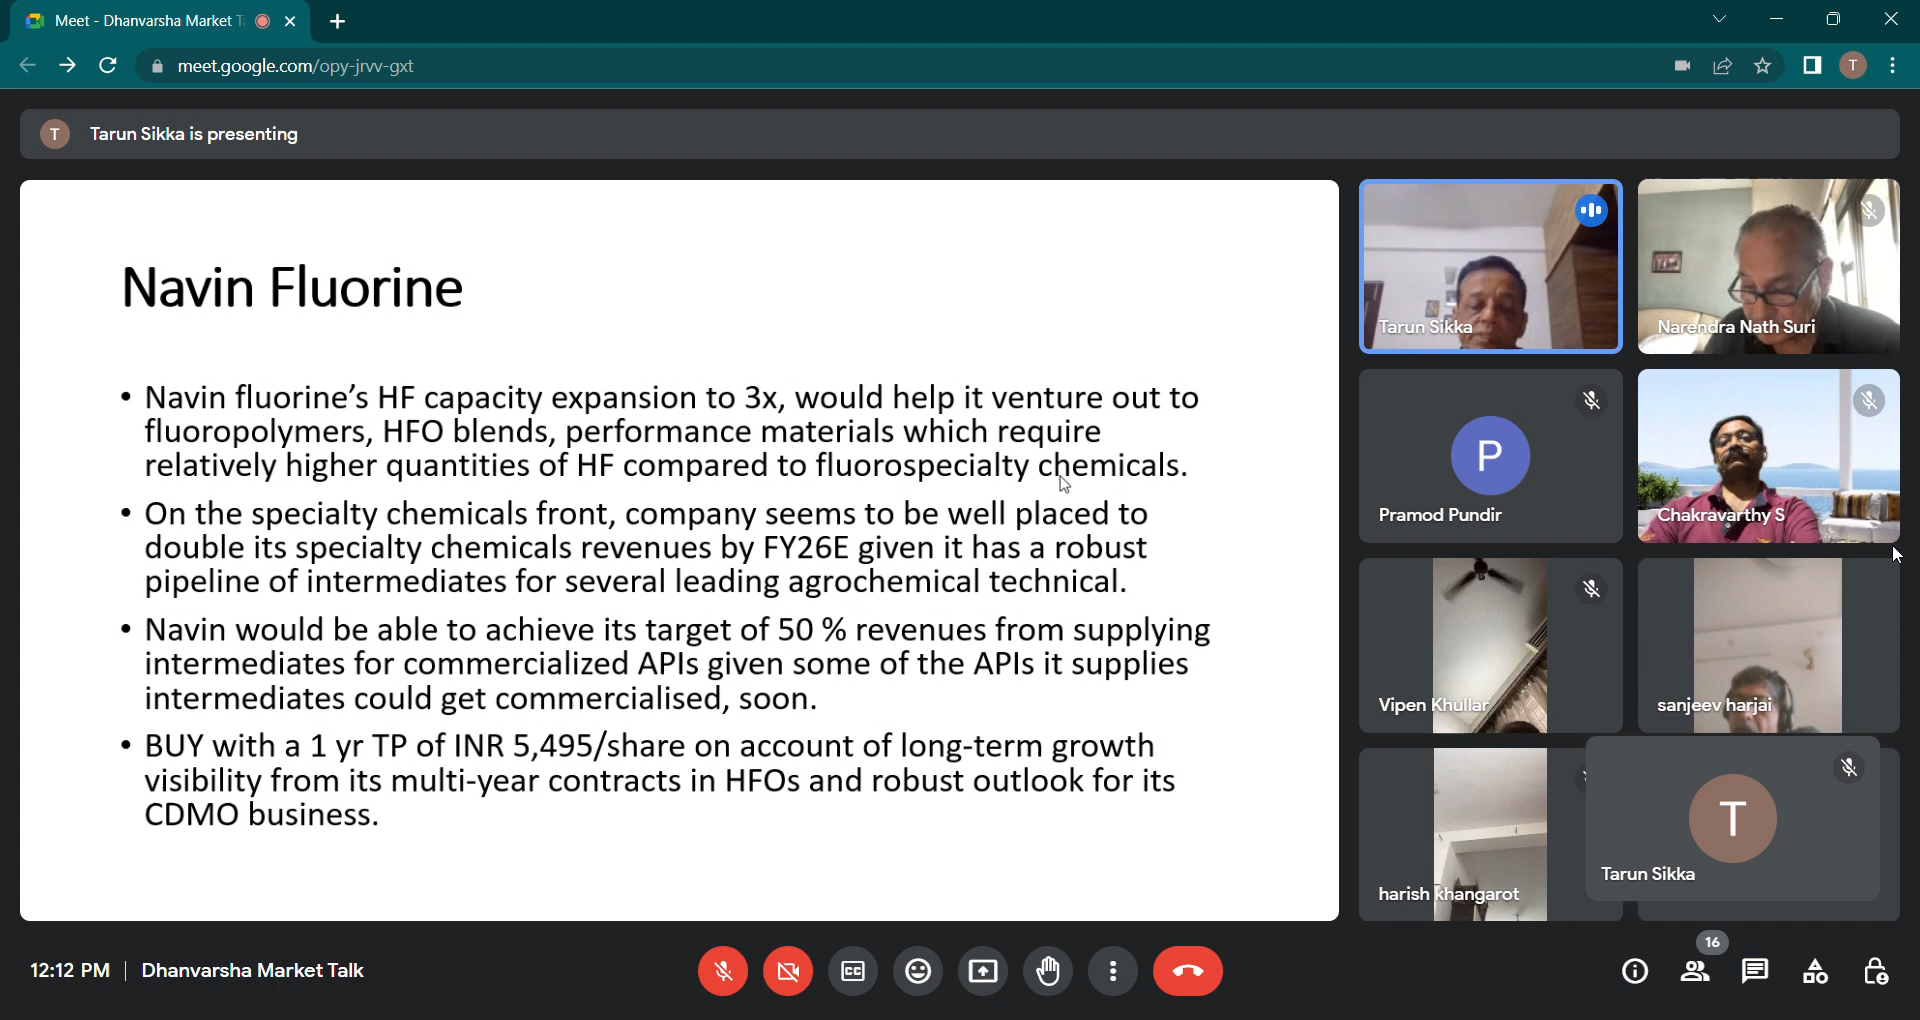 Meet - Dhanvarsha Market
meet.google.com/opy-jrvv-gxt
T
T
Tarun Sikka is presenting
Navin Fluorine
• Navin fluorine’s HF capacity expansion to 3x, would help it venture out to
fluoropolymers, HFO blends, performance materials which require
relatively higher quantities of HF compared to fluorospecialty chemicals.
• On the specialty chemicals front, company seems to be well placed to
double its specialty chemicals revenues by FY26E given it has a robust
pipeline of intermediates for several leading agrochemical technical.
• Navin would be able to achieve its target of 50 % revenues from supplying
intermediates for commercialized APIs given some of the APIs it supplies
intermediates could get commercialised, soon.
• BUY with a 1 yr TP of INR 5,495/share on account of long-term growth
visibility from its multi-year contracts in HFOs and robust outlook for its
CDMO business.
Tarun Sikka
Narendra Nath Suri
P
Pramod Pundir
Chakravarthy S
Vipen Khullar
sanjeev harjai
harish khangarot
T
Tarun Sikka
12:12 PM | Dhanvarsha Market Talk
CC
16